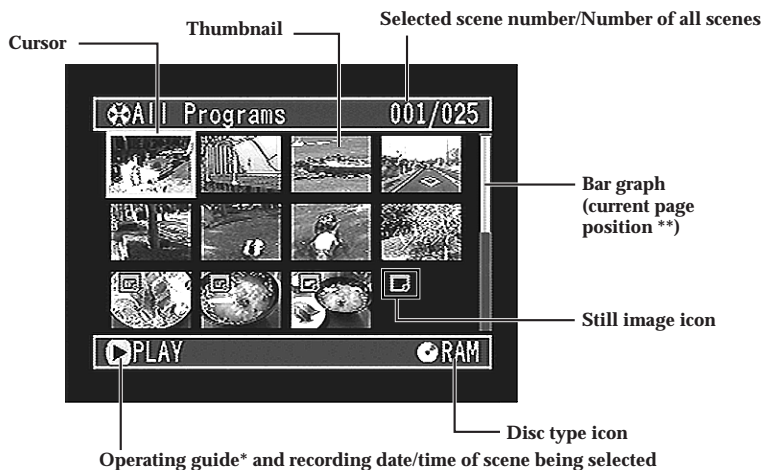 Selected scene number/Number of all scenes
Thumbnail
Cursor
All Programs 001/025
Bar graph
(current page
position **)
Still image icon
PLAY RAM
Disc type icon
Operating guide* and recording date/time of scene being selected